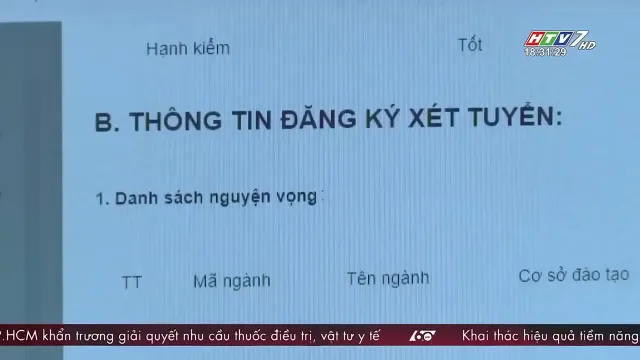 HTV7 HD
18:31:29
Hạnh kiểm Tốt
B. THÔNG TIN ĐĂNG KÝ XÉT TUYỂN:
1. Danh sách nguyện vọng:
TT Mã ngành Tên ngành Cơ sở đào tạo
P.HCM khẩn trương giải quyết nhu cầu thuốc điều trị, vật tư y tế 60 Khai thác hiệu quả tiềm năng